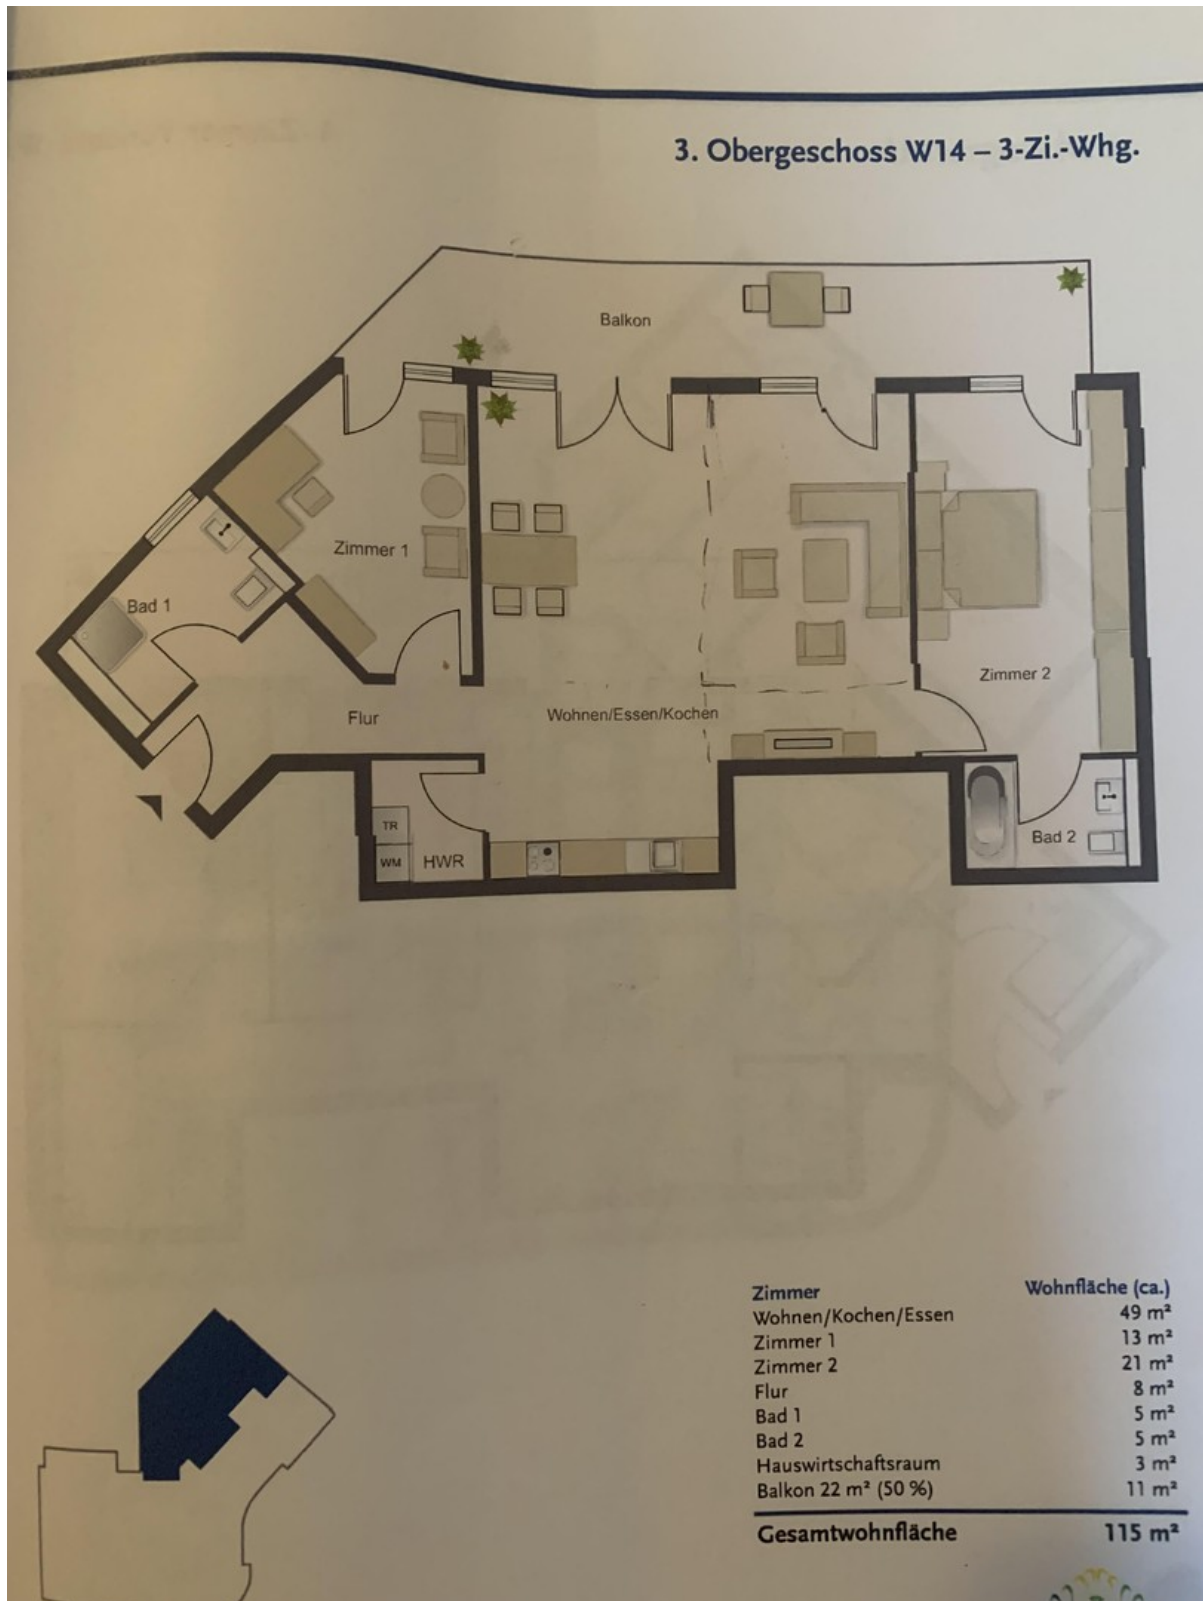 3. Obergeschoss W14 – 3-Zi.-Whg.
Balkon
Zimmer 1
Bad 1
Zimmer 2
Flur
Wohnen/Essen/Kochen
TR
WM
HWR
Bad 2
Zimmer Wohnfläche (ca.)
Wohnen/Kochen/Essen 49 m²
Zimmer 1 13 m²
Zimmer 2 21 m²
Flur 8 m²
Bad 1 5 m²
Bad 2 5 m²
Hauswirtschaftsraum 3 m²
Balkon 22 m² (50 %) 11 m²
Gesamtwohnfläche 115 m²